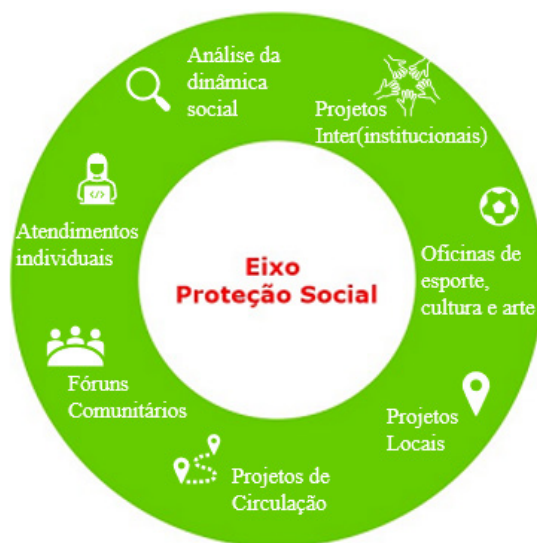 Análise da
dinâmica
social
Projetos
Inter(institucionais)
Atendimentos
individuais
Eixo
Proteção Social
Oficinas de
esporte,
cultura e arte
Fóruns
Comunitários
Projetos
Locais
Projetos de
Circulação